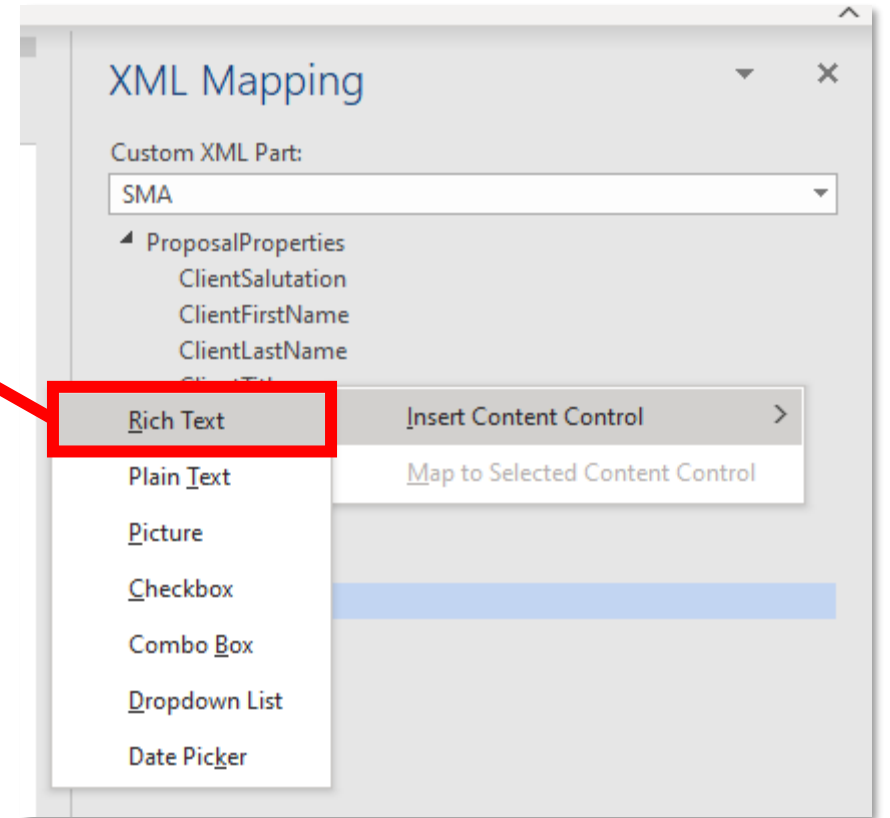 XML Mapping
Custom XML Part:
SMA
ProposalProperties
ClientSalutation
ClientFirstName
ClientLastName
Rich Text
Insert Content Control
Plain Text
Map to Selected Content Control
Picture
Checkbox
Combo Box
Dropdown List
Date Picker